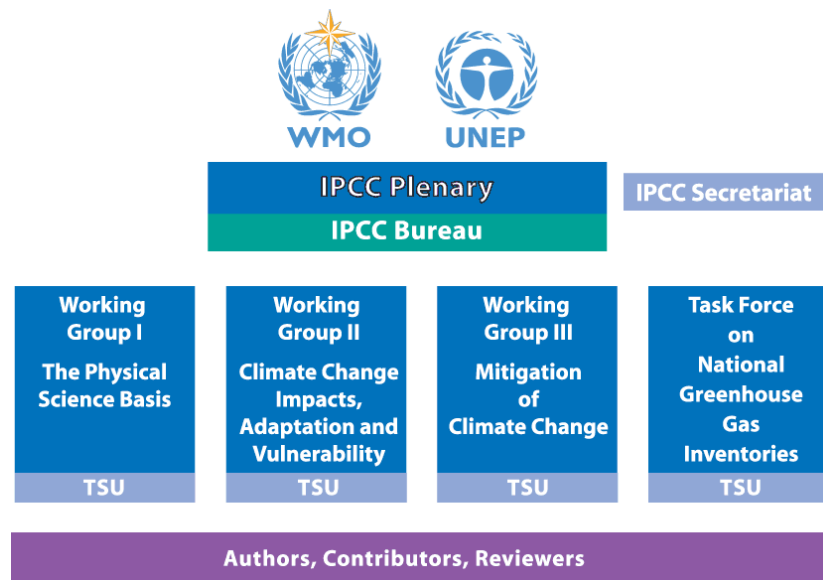 WMO
UNEP
IPCC Plenary
IPCC Secretariat
IPCC Bureau
Working
Group I
The Physical
Science Basis
TSU
Working
Group II
Climate Change
Impacts,
Adaptation and
Vulnerability
TSU
Working
Group III
Mitigation
of
Climate Change
TSU
Task Force
on
National
Greenhouse
Gas
Inventories
TSU
Authors, Contributors, Reviewers